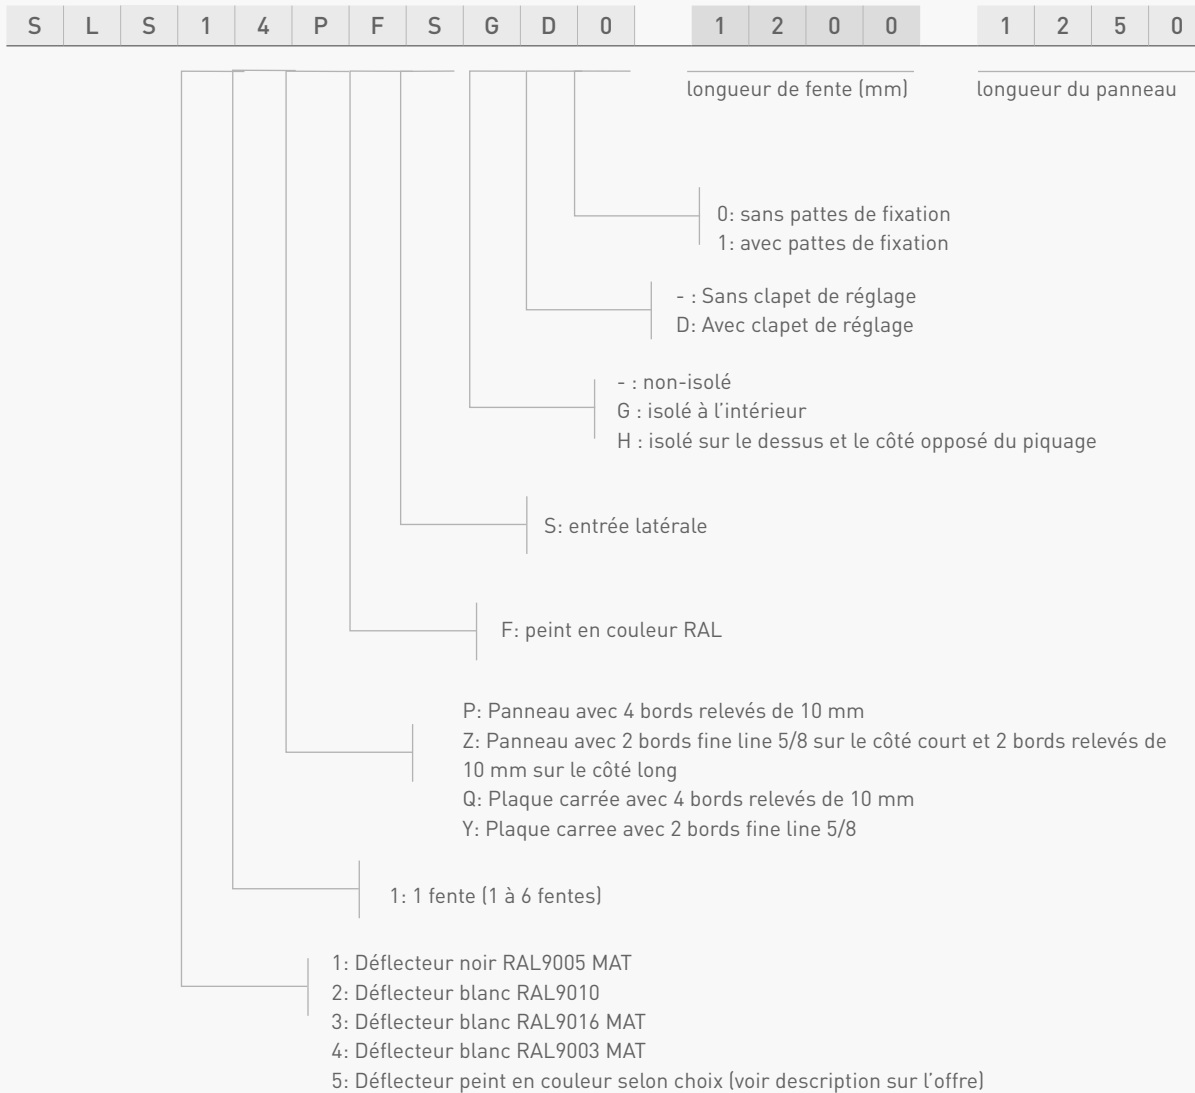 S L S 1 4 P F S G D 0 1 2 0 0 1 2 5 0
longueur de fente (mm) longueur du panneau
0: sans pattes de fixation
1: avec pattes de fixation
- : Sans clapet de réglage
D: Avec clapet de réglage
- : non-isolé
G : isolé à l'intérieur
H : isolé sur le dessus et le côté opposé du piquage
S: entrée latérale
F: peint en couleur RAL
P: Panneau avec 4 bords relevés de 10 mm
Z: Panneau avec 2 bords fine line 5/8 sur le côté court et 2 bords relevés de
10 mm sur le côté long
Q: Plaque carrée avec 4 bords relevés de 10 mm
Y: Plaque carree avec 2 bords fine line 5/8
1: 1 fente (1 à 6 fentes)
1: Déflecteur noir RAL9005 MAT
2: Déflecteur blanc RAL9010
3: Déflecteur blanc RAL9016 MAT
4: Déflecteur blanc RAL9003 MAT
5: Déflecteur peint en couleur selon choix (voir description sur l'offre)